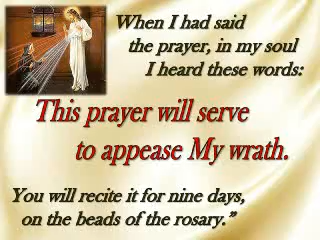 When I had said
the prayer, in my soul
I heard these words:
This prayer will serve
to appease My wrath.
You will recite it for nine days,
on the beads of the rosary.”